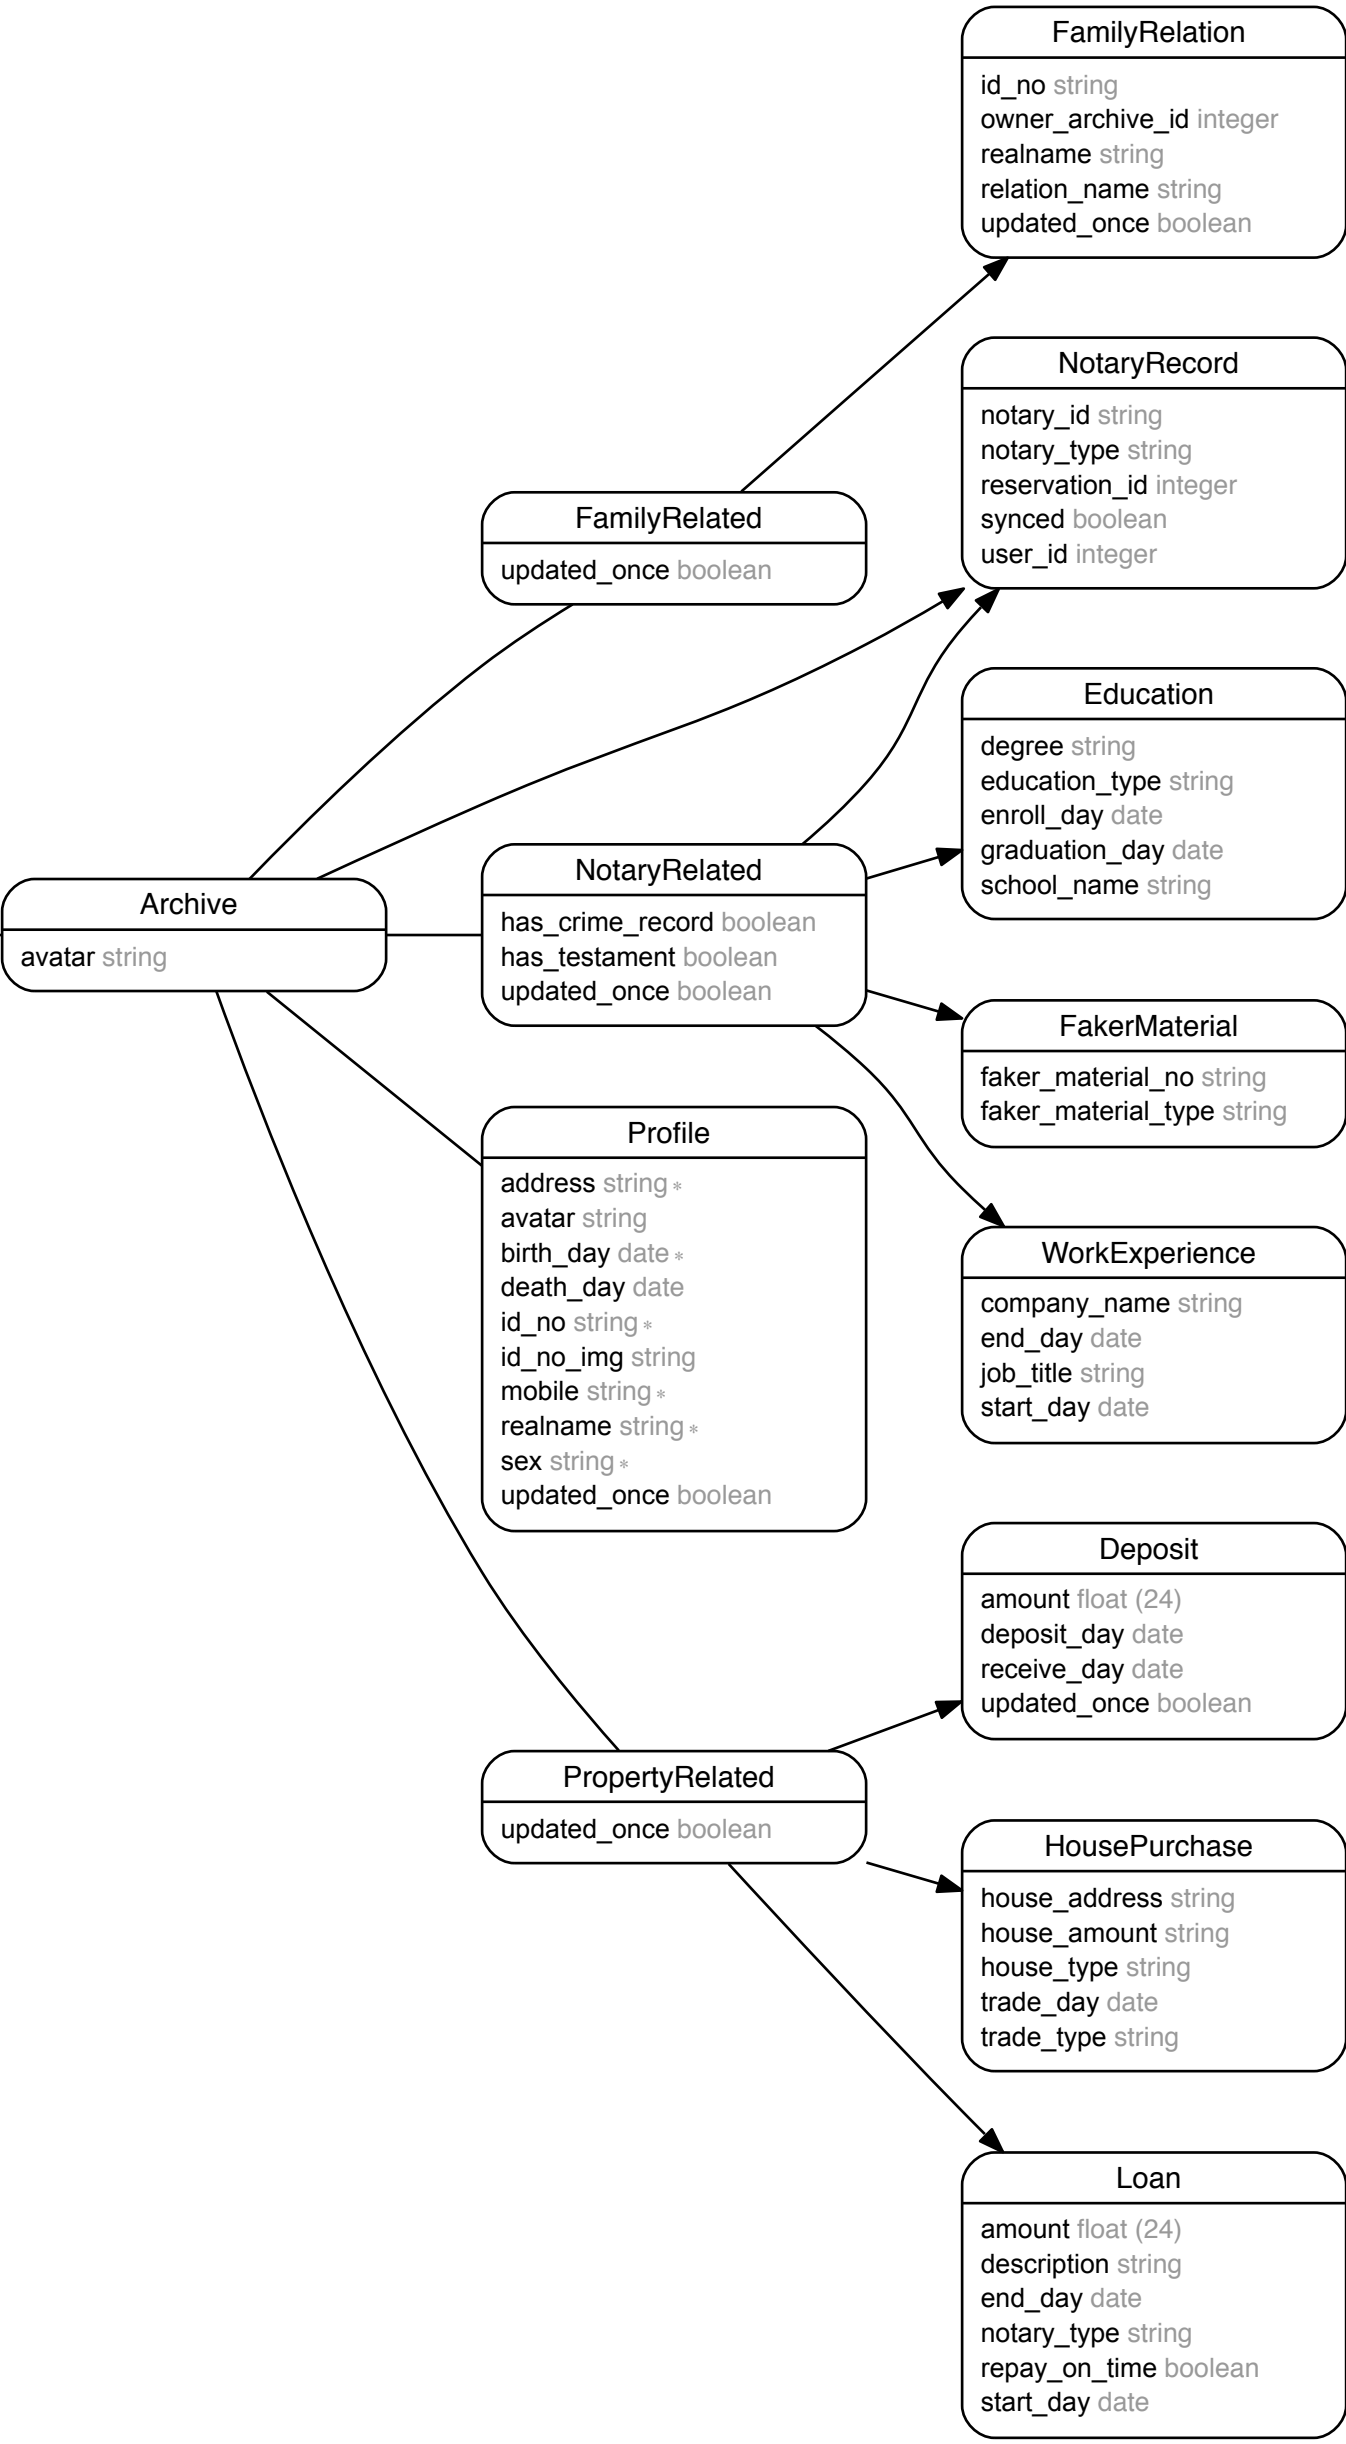 FamilyRelation
id_no string
owner_archive_id integer
realname string
relation_name string
updated_once boolean
NotaryRecord
notary_id string
notary_type string
reservation_id integer
synced boolean
user_id integer
FamilyRelated
updated_once boolean
Education
degree string
education_type string
enroll_day date
graduation_day date
school_name string
Archive
avatar string
NotaryRelated
has_crime_record boolean
has_testament boolean
updated_once boolean
FakerMaterial
faker_material_no string
faker_material_type string
Profile
address string *
avatar string
birth_day date *
death_day date
id_no string *
id_no_img string
mobile string *
realname string *
sex string *
updated_once boolean
WorkExperience
company_name string
end_day date
job_title string
start_day date
Deposit
amount float (24)
deposit_day date
receive_day date
updated_once boolean
PropertyRelated
updated_once boolean
HousePurchase
house_address string
house_amount string
house_type string
trade_day date
trade_type string
Loan
amount float (24)
description string
end_day date
notary_type string
repay_on_time boolean
start_day date